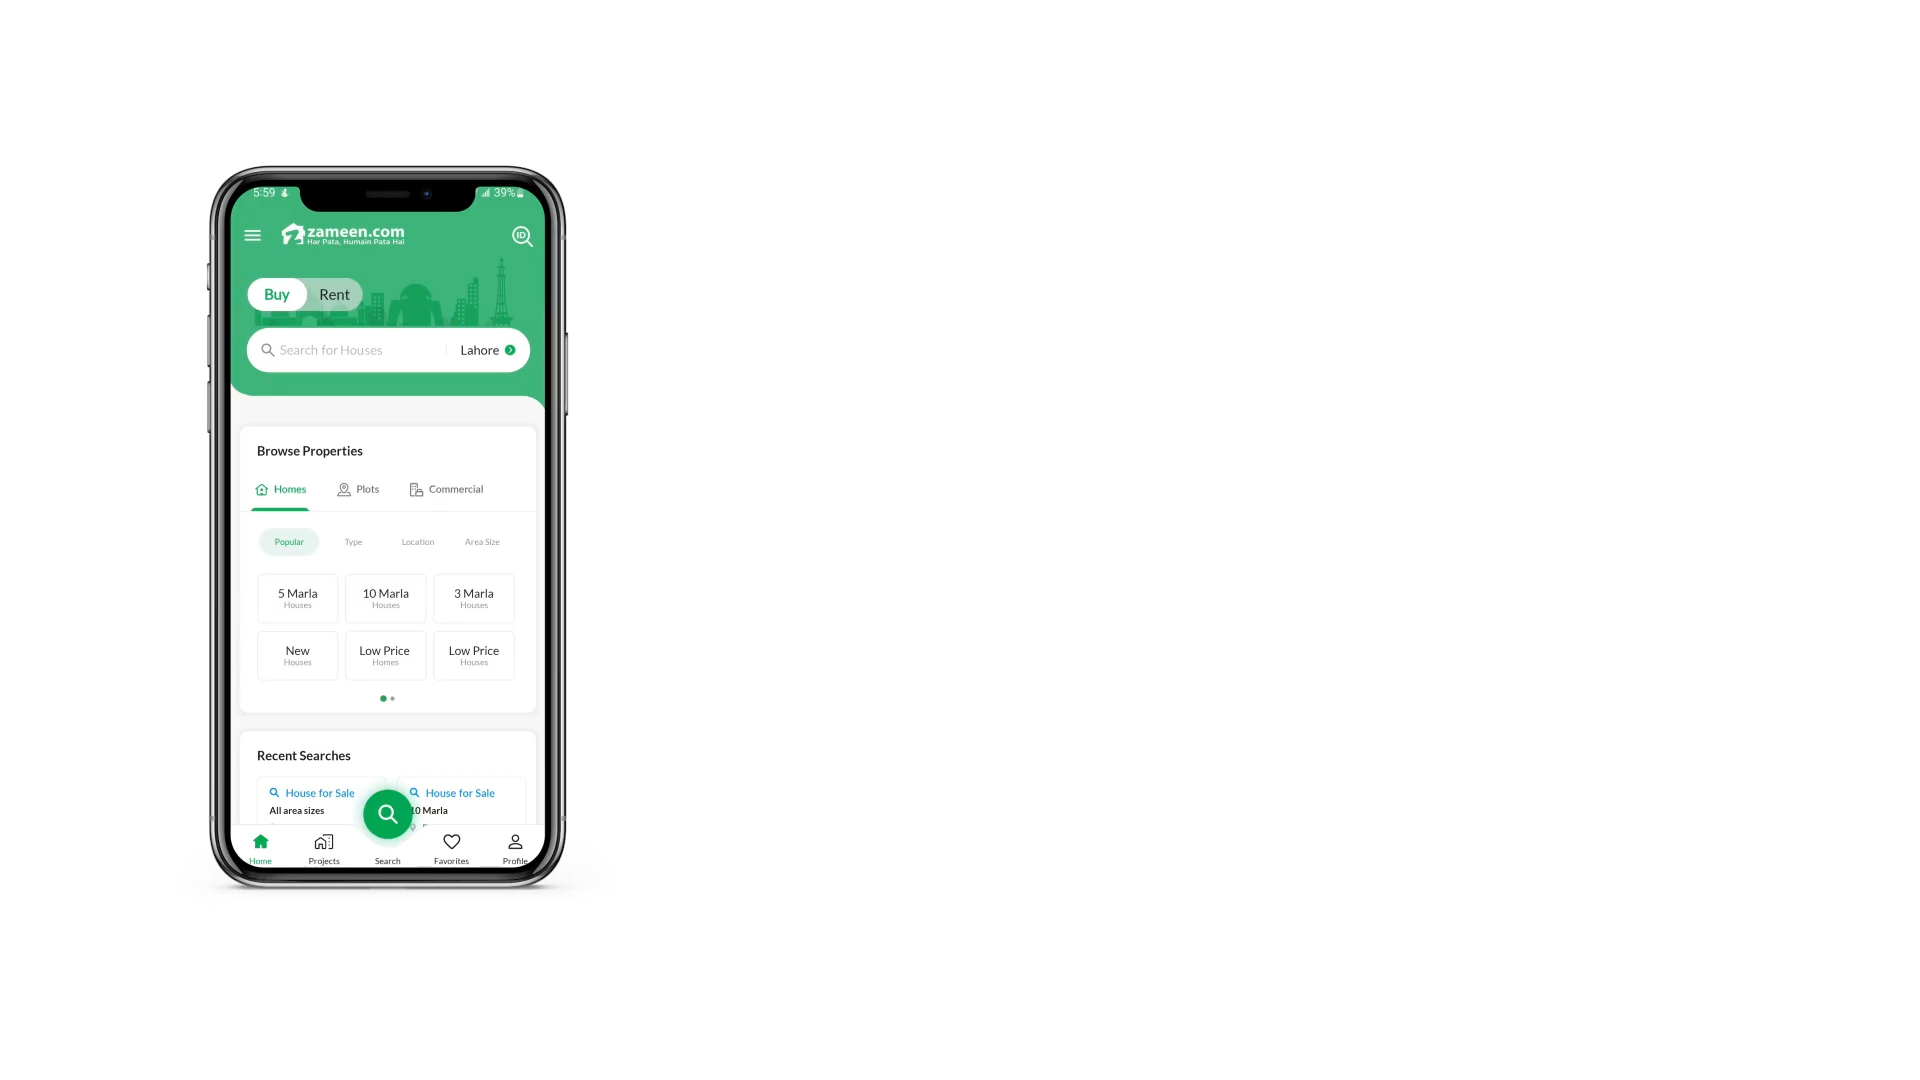 5:59
39%
zameen.com
Har Pata, Humain Pata Hai
ID
Buy
Rent
Search for Houses
Lahore
Browse Properties
Homes
Plots
Commercial
Popular
Type
Location
Area Size
5 Marla
Houses
10 Marla
Houses
3 Marla
Houses
New
Houses
Low Price
Homes
Low Price
Houses
Recent Searches
House for Sale
All area sizes
House for Sale
10 Marla
Home
Projects
Search
Favorites
Profile